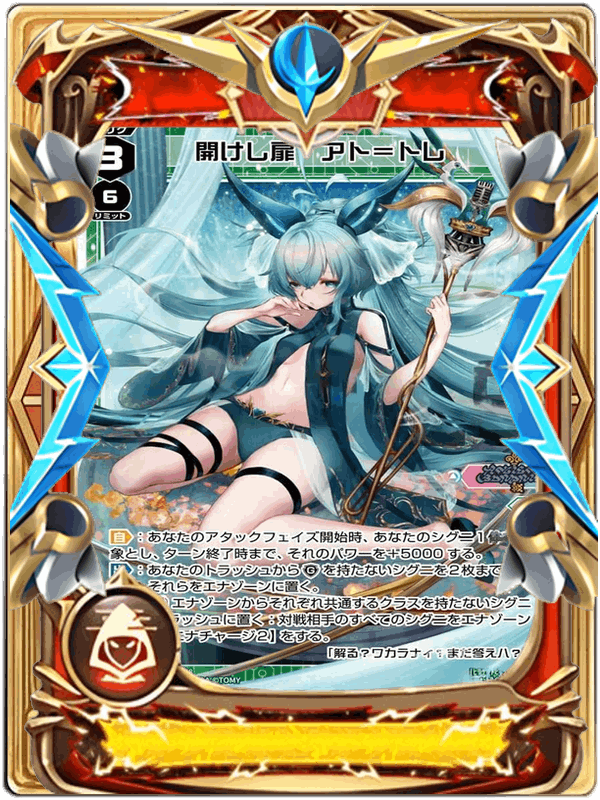 3
6
リミット
開けし扉 アト=トレ
自：あなたのアタックフェイズ開始時、あなたのシグニ1体
象とし、ターン終了時まで、それのパワーを＋5000する。
：あなたのトラッシュから G を持たないシグニを2枚まで
それらをエナゾーンに置く。
エナゾーンからそれぞれ共通するクラスを持たないシグニ
ラッシュに置く：対戦相手のすべてのシグニをエナゾーン
ナチャージ2】をする。
「解る？ワカラナイ？まだ答えハ？
©TOMY